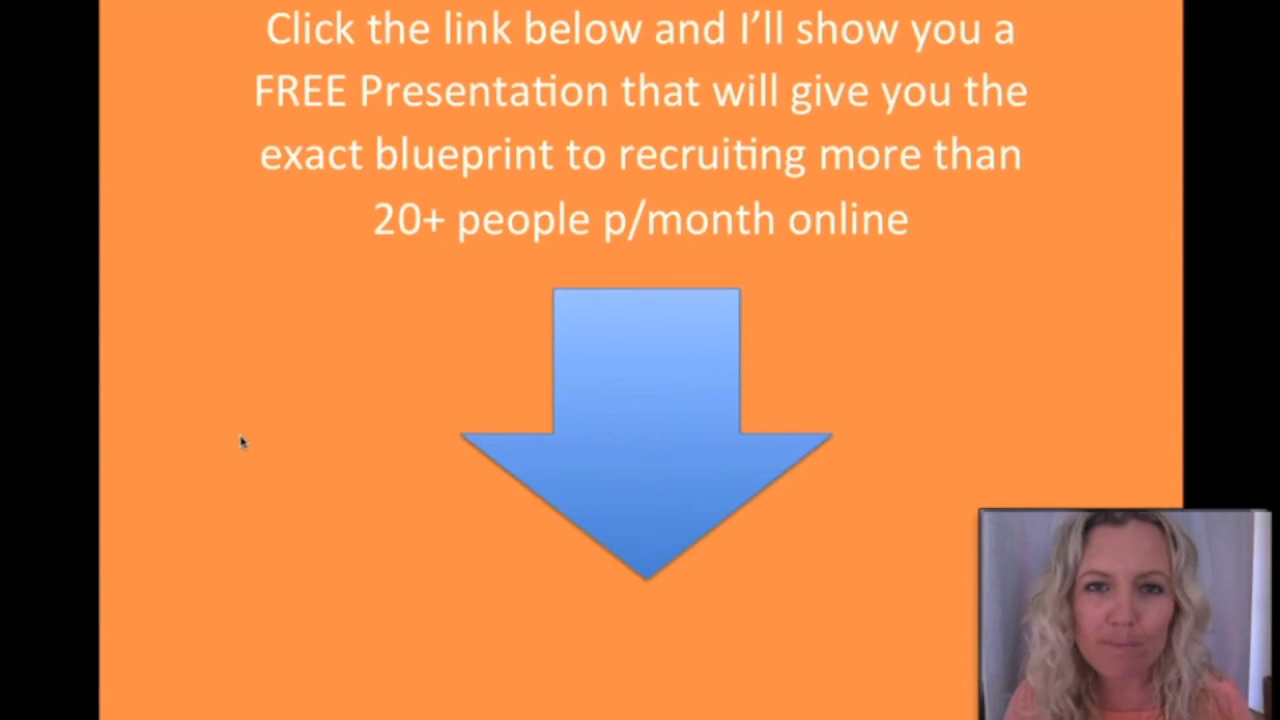 Click the link below and I’ll show you a
FREE Presentation that will give you the
exact blueprint to recruiting more than
20+ people p/month online